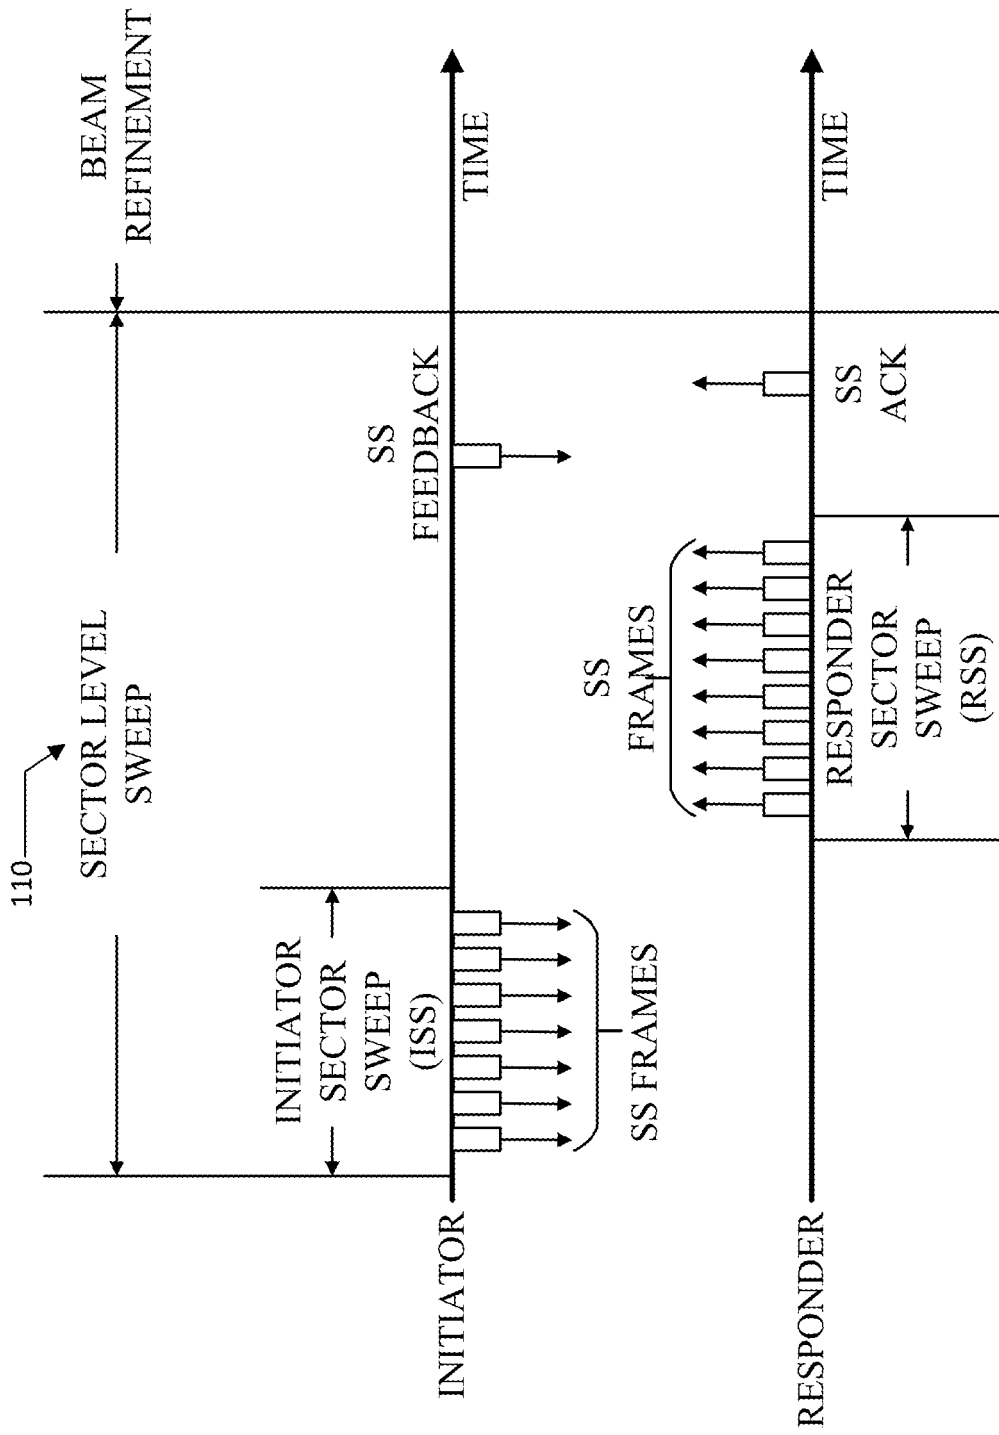 110
SECTOR LEVEL
SWEEP
BEAM
REFINEMENT
INITIATOR
SECTOR
SWEEP
(ISS)
SS
FEEDBACK
INITIATOR
TIME
SS FRAMES
SS
FRAMES
RESPONDER
TIME
RESPONDER
SECTOR
SWEEP
(RSS)
SS
ACK